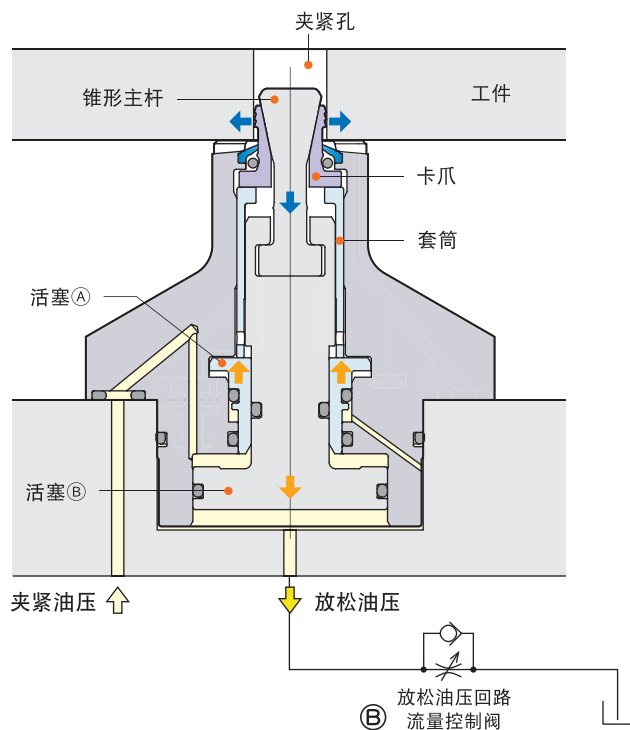 夹紧孔
锥形主杆
工件
卡爪
套筒
活塞Ⓐ
活塞Ⓑ
夹紧油压
放松油压
放松油压回路
Ⓑ 流量控制阀